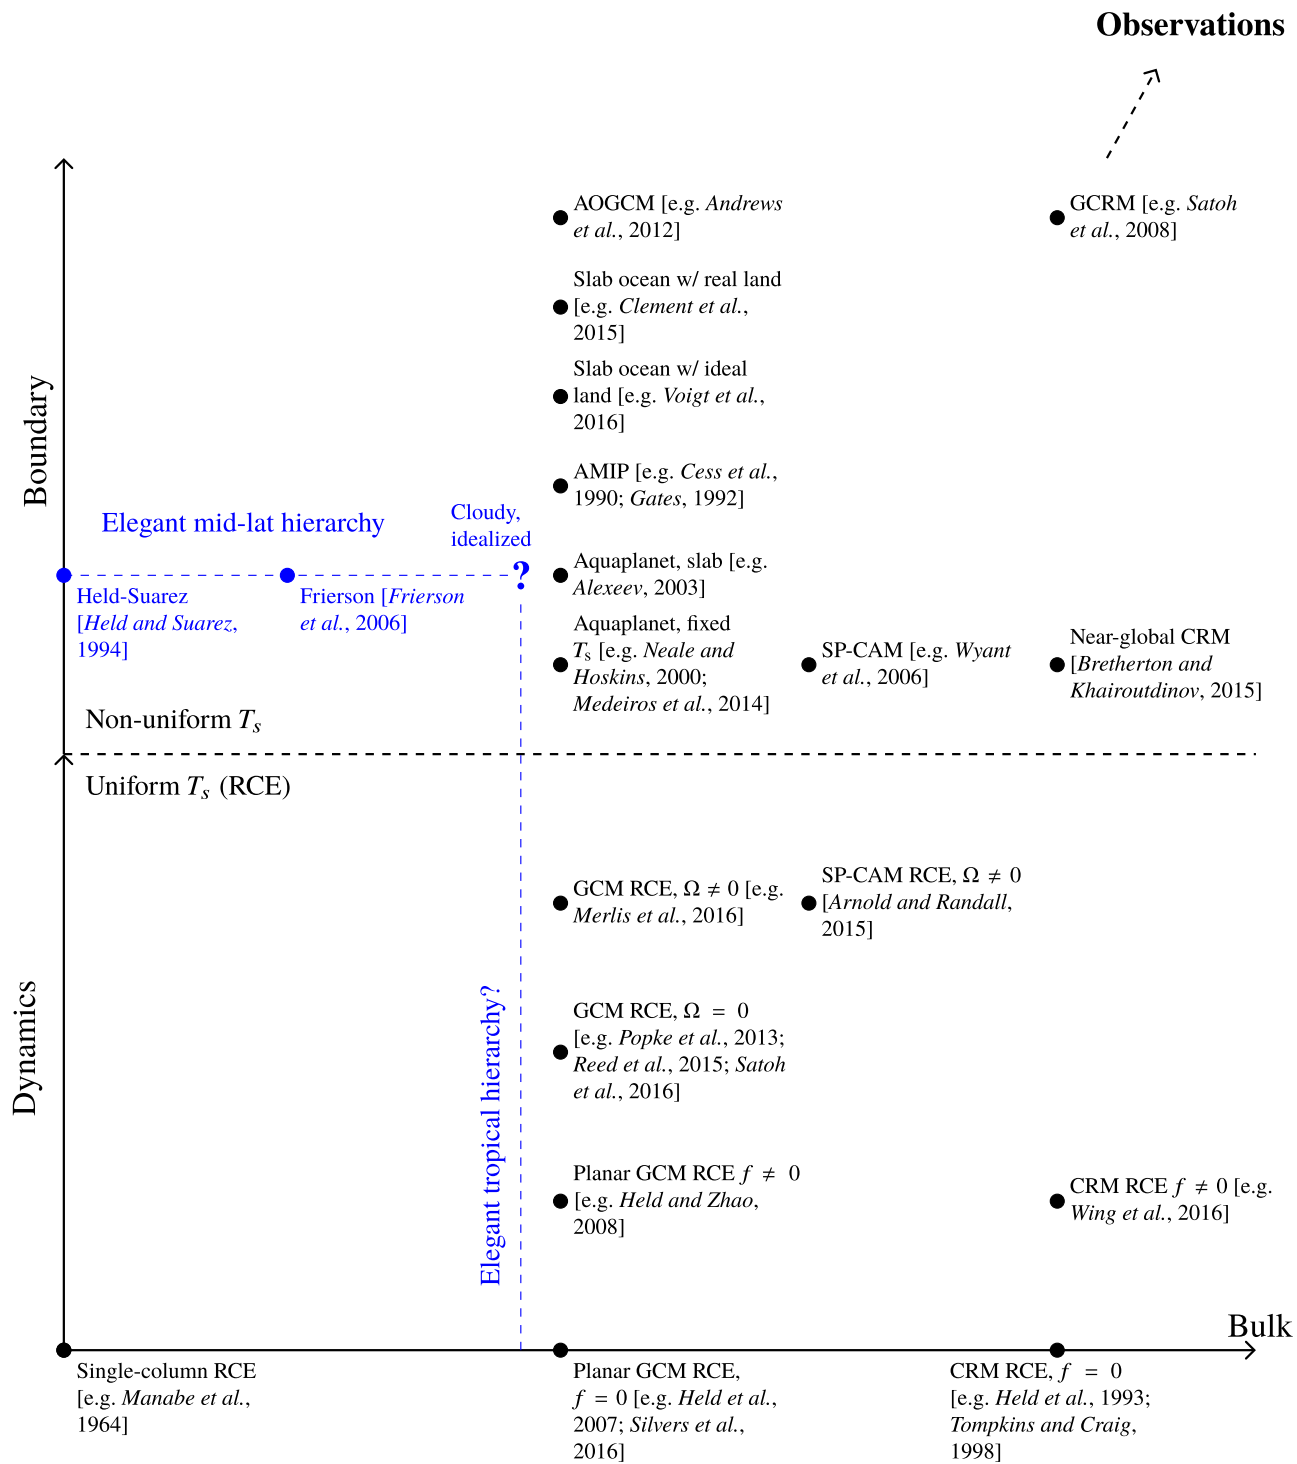 Observations
AOGCM [e.g. Andrews
et al., 2012]
GCRM [e.g. Satoh
et al., 2008]
Slab ocean w/ real land
[e.g. Clement et al.,
2015]
Slab ocean w/ ideal
land [e.g. Voigt et al.,
2016]
Boundary
AMIP [e.g. Cess et al.,
1990; Gates, 1992]
Elegant mid-lat hierarchy
Cloudy,
idealized
?
Held-Suarez
[Held and Suarez,
1994]
Frierson [Frierson
et al., 2006]
Aquaplanet, slab [e.g.
Alexeev, 2003]
Aquaplanet, fixed
Ts [e.g. Neale and
Hoskins, 2000;
Medeiros et al., 2014]
SP-CAM [e.g. Wyant
et al., 2006]
Near-global CRM
[Bretherton and
Khairoutdinov, 2015]
Non-uniform Ts
Uniform Ts (RCE)
GCM RCE, Ω ≠ 0 [e.g.
Merlis et al., 2016]
SP-CAM RCE, Ω ≠ 0
[Arnold and Randall,
2015]
Dynamics
Elegant tropical hierarchy?
GCM RCE, Ω = 0
[e.g. Popke et al., 2013;
Reed et al., 2015; Satoh
et al., 2016]
Planar GCM RCE f ≠ 0
[e.g. Held and Zhao,
2008]
CRM RCE f ≠ 0 [e.g.
Wing et al., 2016]
Bulk
Single-column RCE
[e.g. Manabe et al.,
1964]
Planar GCM RCE,
f = 0 [e.g. Held et al.,
2007; Silvers et al.,
2016]
CRM RCE, f = 0
[e.g. Held et al., 1993;
Tompkins and Craig,
1998]